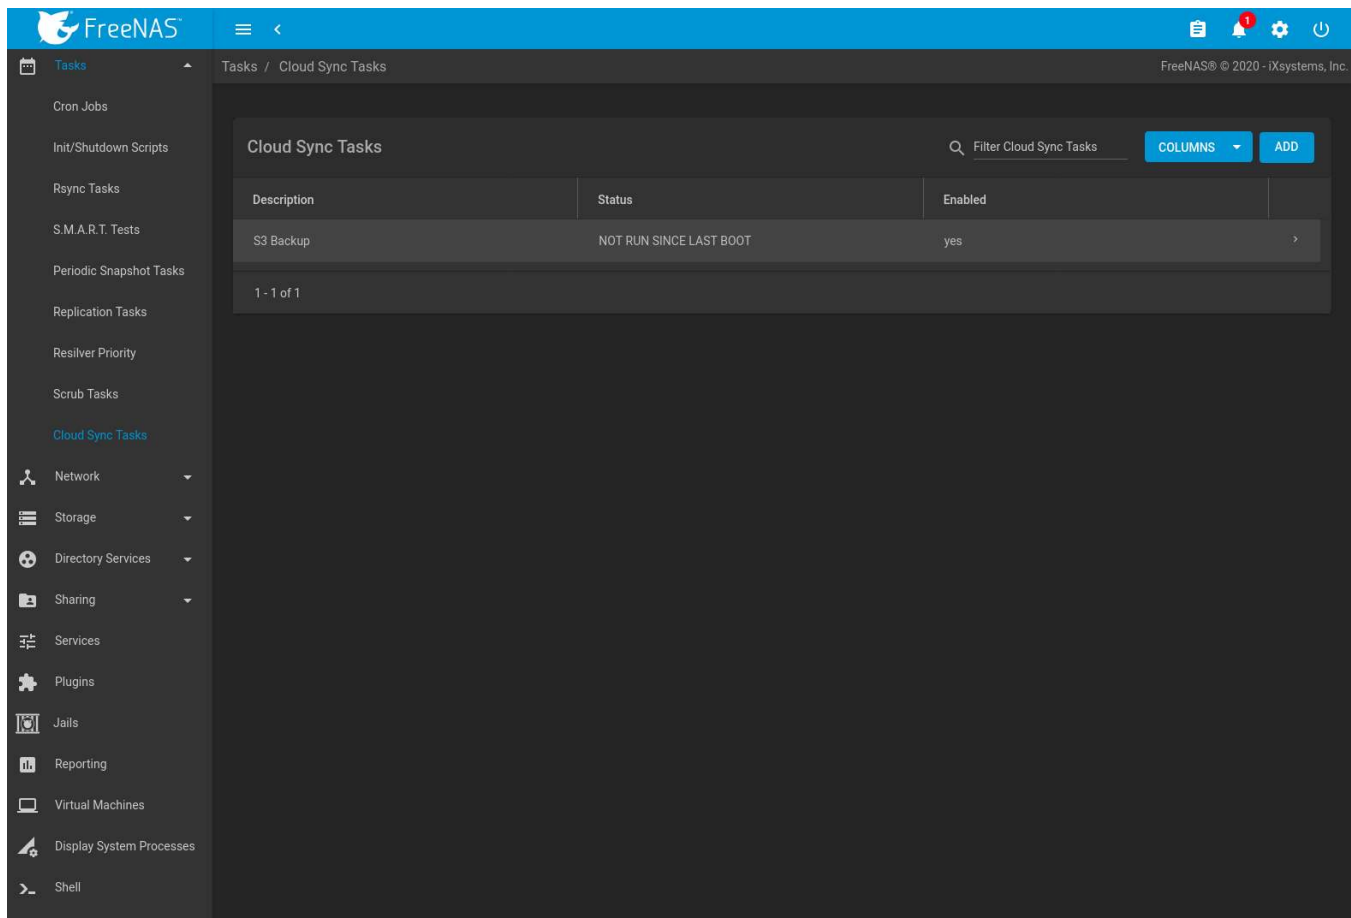 FreeNAS
1
Tasks
Tasks / Cloud Sync Tasks
FreeNAS® © 2020 - iXsystems, Inc.
Cron Jobs
Init/Shutdown Scripts
Rsync Tasks
S.M.A.R.T. Tests
Periodic Snapshot Tasks
Replication Tasks
Resilver Priority
Scrub Tasks
Cloud Sync Tasks
Network
Storage
Directory Services
Sharing
Services
Plugins
Jails
Reporting
Virtual Machines
Display System Processes
Shell
Cloud Sync Tasks
Filter Cloud Sync Tasks
COLUMNS
ADD
Description Status Enabled
S3 Backup NOT RUN SINCE LAST BOOT yes
1 - 1 of 1